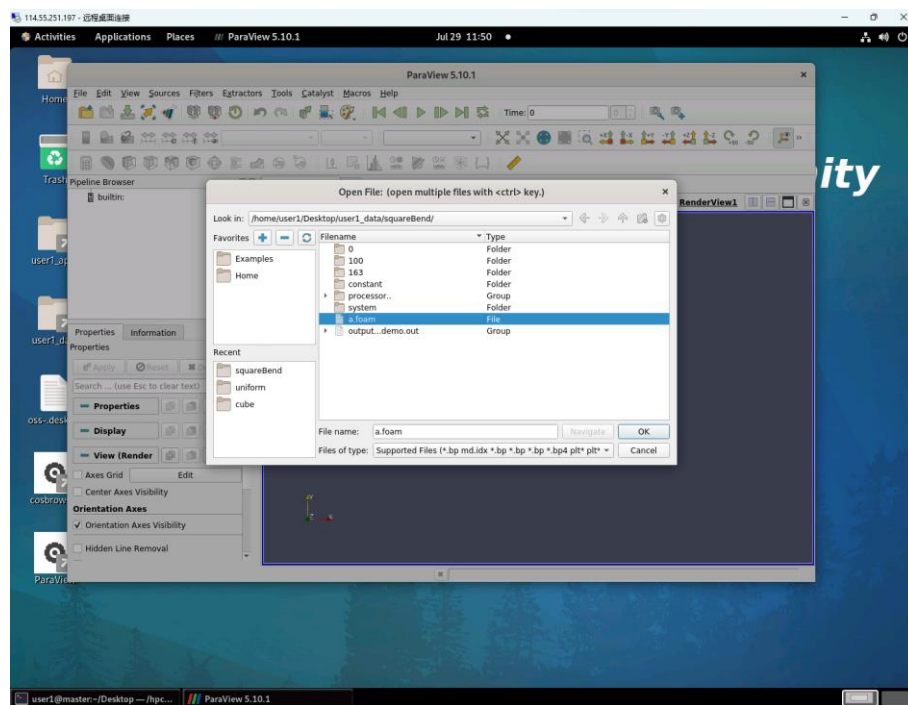 114.55.251.197 - 远程桌面连接
Activities Applications Places ParaView 5.10.1 Jul 29 11:50
ParaView 5.10.1
File Edit View Sources Filters Extractors Tools Catalyst Macros Help
Home
Time: 0
Trash
ity
Pipeline Browser
builtin:
RenderView1
Open File: (open multiple files with <ctrl> key.)
Look in: /home/user1/Desktop/user1_data/squareBend/
Favorites
Examples
Home
Filename Type
0 Folder
100 Folder
163 Folder
constant Folder
processor.. Group
system Folder
a.foam File
output...demo.out Group
Recent
squareBend
uniform
cube
File name: a.foam Navigate OK
Files of type: Supported Files (*.bp md.idx *.bp *.bp *.bp *.bp4 plt* plt* Cancel
user1_ap
user1_da
Properties Information
Properties
Apply Reset
Search ... (use Esc to clear text)
Properties
Display
View (Render
oss-.desk
Axes Grid Edit
Center Axes Visibility
cosbrow
Orientation Axes
Orientation Axes Visibility
Hidden Line Removal
ParaVie
user1@master:~/Desktop — /hpc... ParaView 5.10.1